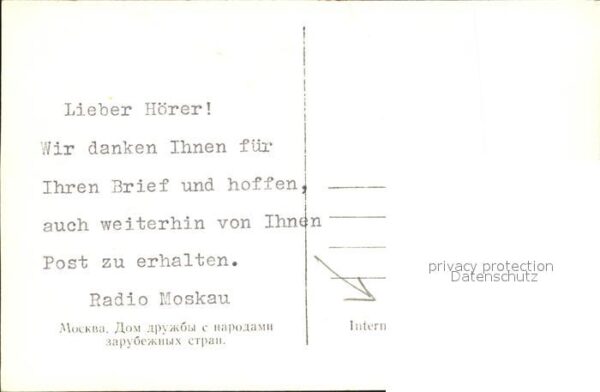 Lieber Hörer!
Wir danken Ihnen für
Ihren Brief und hoffen,
auch weiterhin von Ihnen
Post zu erhalten.
Radio Moskau
Москва. Дом дружбы с народами
зарубежных стран.
privacy protection
Datenschutz
Intern